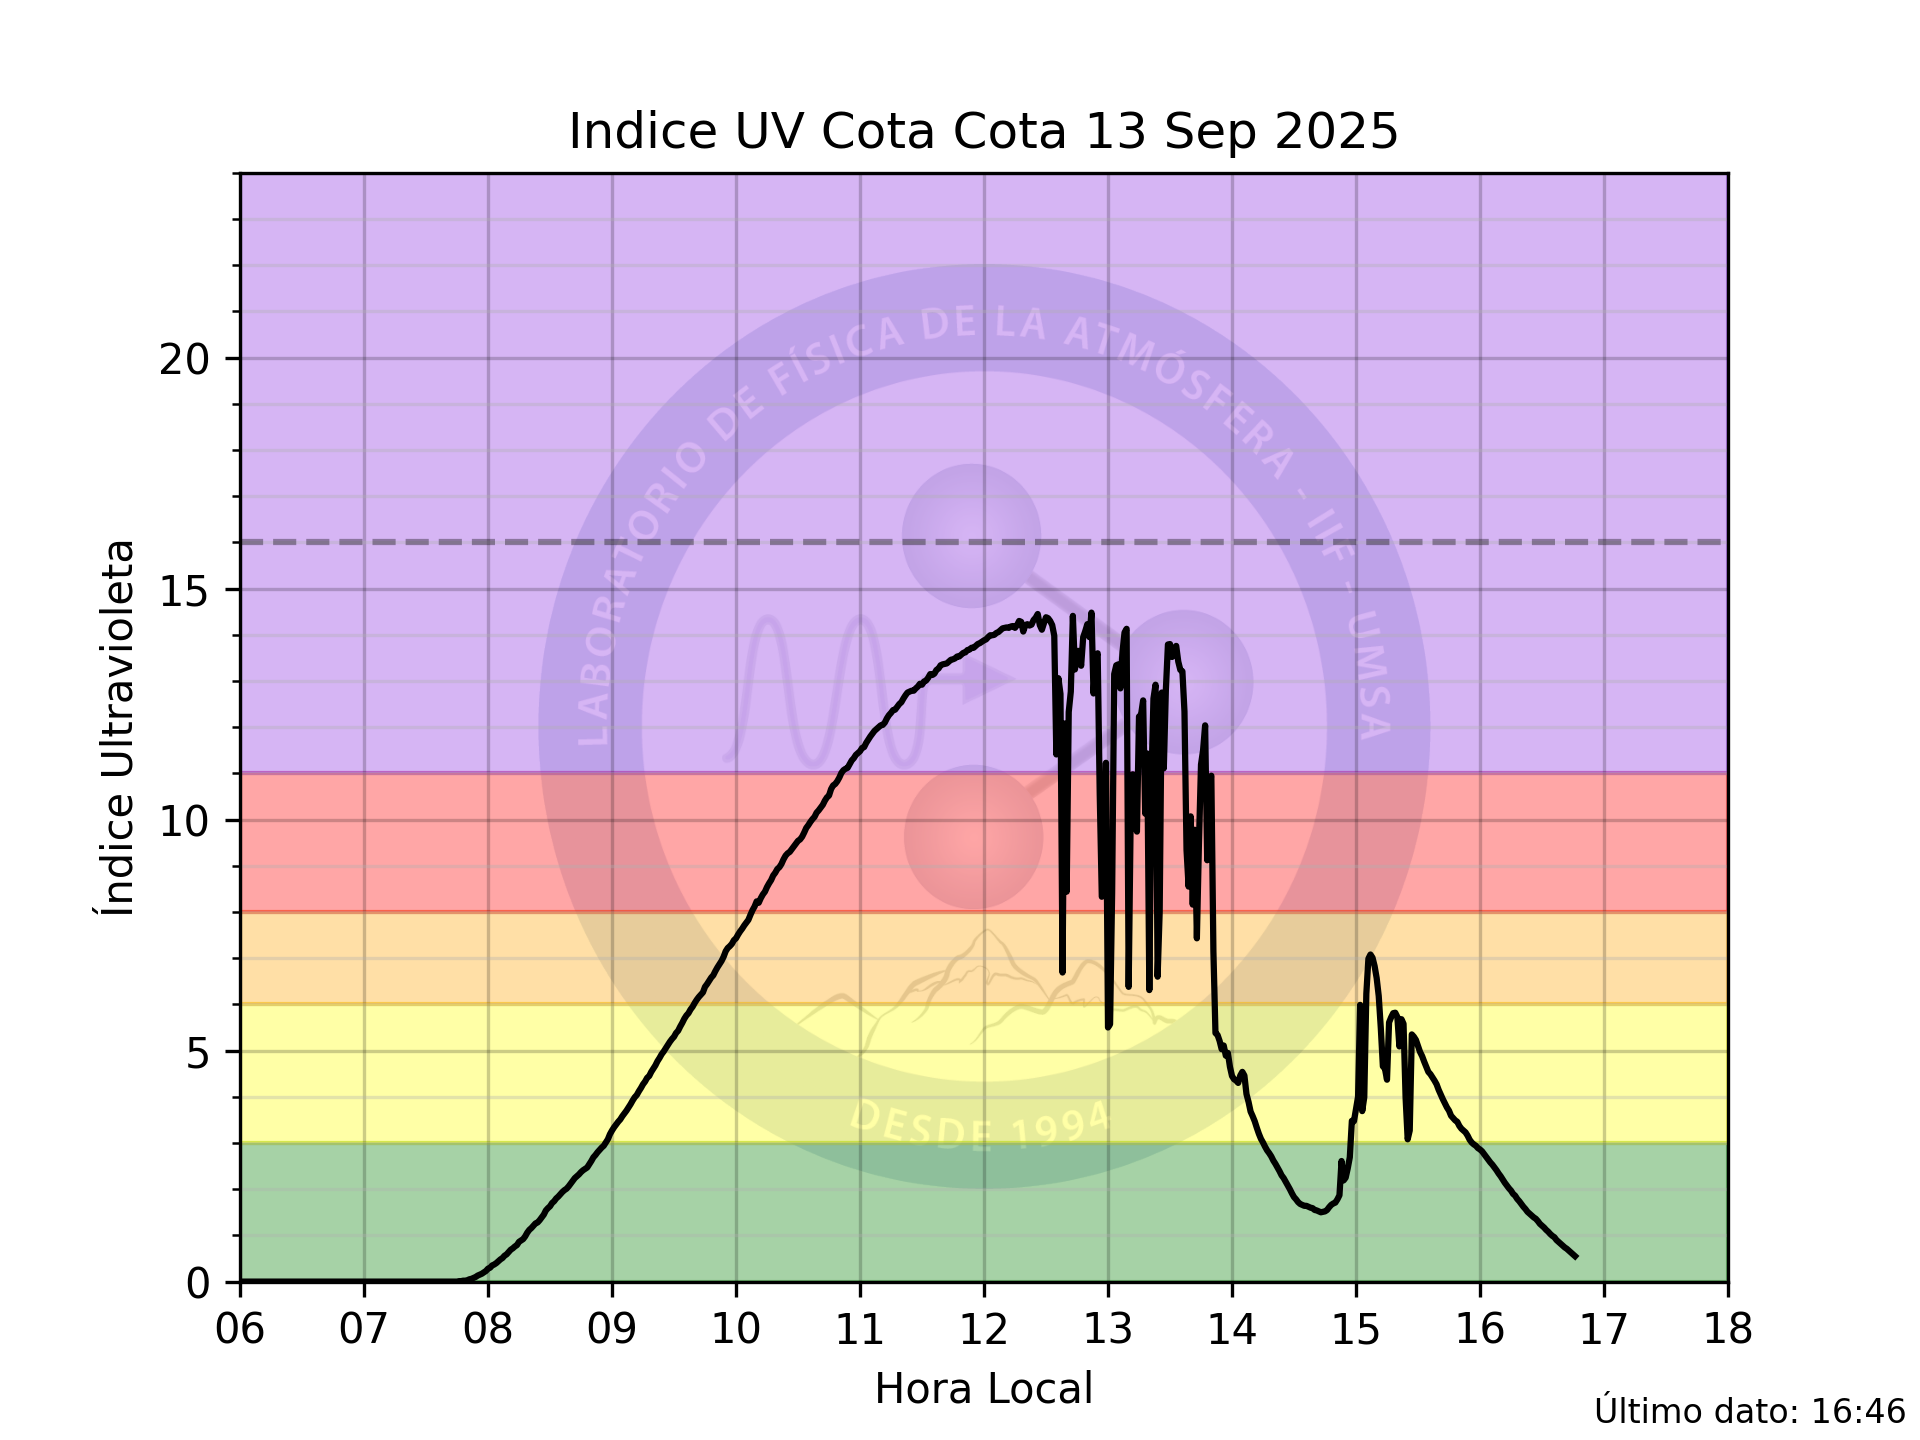 Indice UV Cota Cota 13 Sep 2025
LABORATORIO DE FÍSICA DE LA ATMÓSFERA - IIF - UMSA
DESDE 1994
Índice Ultravioleta
20
15
10
5
0
06 07 08 09 10 11 12 13 14 15 16 17 18
Hora Local
Último dato: 16:46